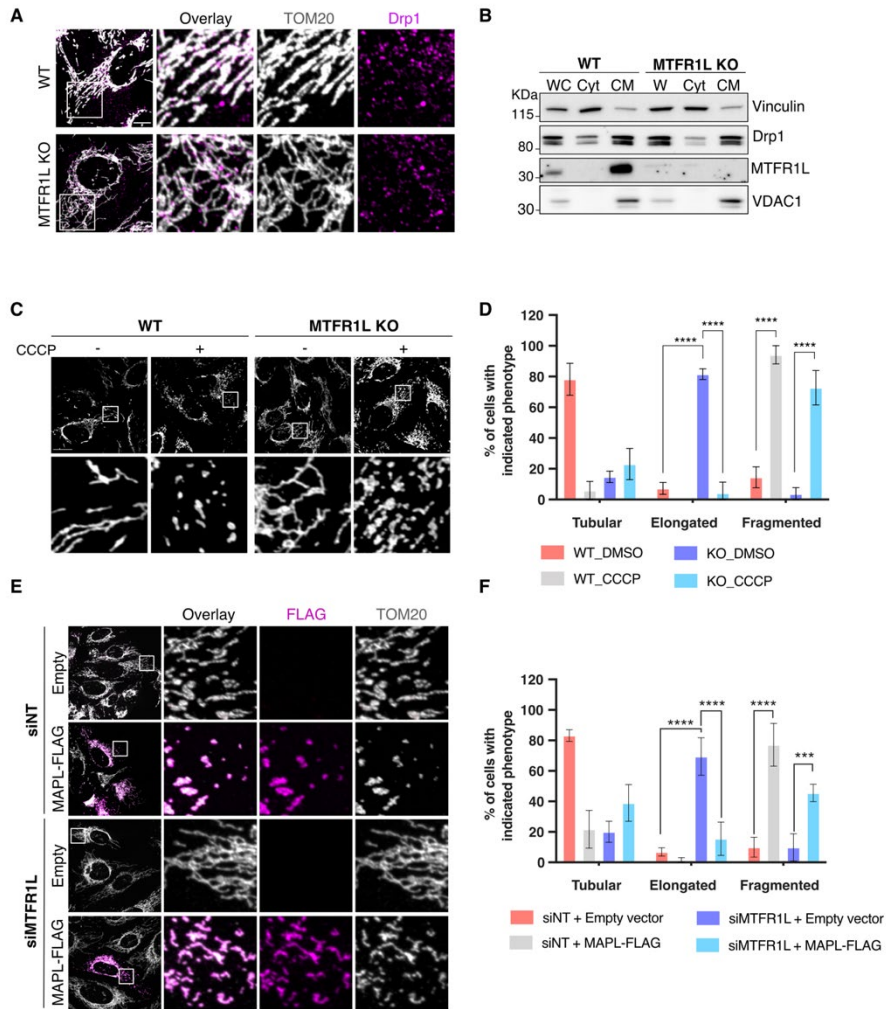 A
Overlay TOM20 Drp1
WT
MTFR1L KO
B
WT MTFR1L KO
KDa WC Cyt CM W Cyt CM
115 Vinculin
80 Drp1
30 MTFR1L
30 VDAC1
C
WT MTFR1L KO
CCCP - + - +
D
% of cells with
indicated phenotype
120
100
80
60
40
20
0
**** **** **** ****
Tubular Elongated Fragmented
WT_DMSO KO_DMSO
WT_CCCP KO_CCCP
E
Overlay FLAG TOM20
siNT
Empty
MAPL-FLAG
siMTFR1L
Empty
MAPL-FLAG
F
% of cells with
indicated phenotype
120
100
80
60
40
20
0
**** **** **** ***
Tubular Elongated Fragmented
siNT + Empty vector siMTFR1L + Empty vector
siNT + MAPL-FLAG siMTFR1L + MAPL-FLAG